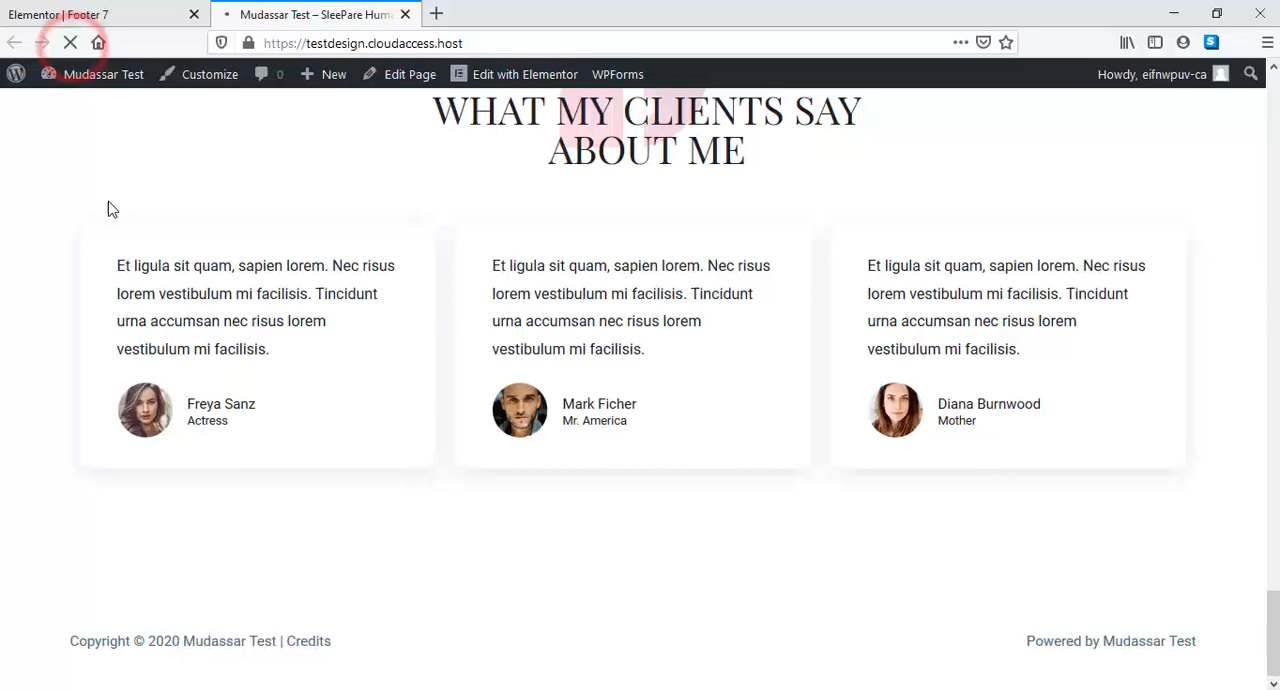 Elementor | Footer 7
Mudassar Test – SleePare Hum
https://testdesign.cloudaccess.host
Mudassar Test
Customize
0
New
Edit Page
Edit with Elementor
WPForms
Howdy, eifnwpuv-ca
WHAT MY CLIENTS SAY
ABOUT ME
Et ligula sit quam, sapien lorem. Nec risus
lorem vestibulum mi facilisis. Tincidunt
urna accumsan nec risus lorem
vestibulum mi facilisis.
Freya Sanz
Actress
Et ligula sit quam, sapien lorem. Nec risus
lorem vestibulum mi facilisis. Tincidunt
urna accumsan nec risus lorem
vestibulum mi facilisis.
Mark Ficher
Mr. America
Et ligula sit quam, sapien lorem. Nec risus
lorem vestibulum mi facilisis. Tincidunt
urna accumsan nec risus lorem
vestibulum mi facilisis.
Diana Burnwood
Mother
Copyright © 2020 Mudassar Test | Credits
Powered by Mudassar Test